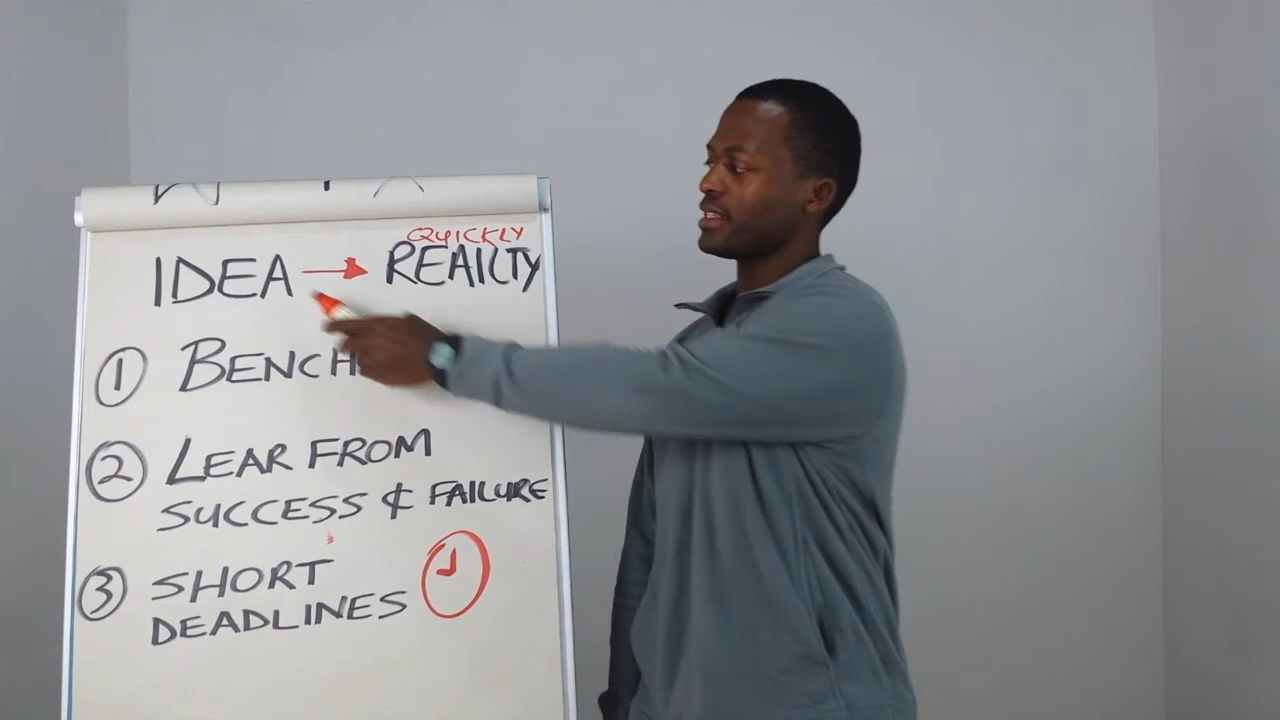 QUICKLY
IDEA → REAILTY
1 BENCH
2 LEAR FROM
SUCCESS & FAILURE
3 SHORT
DEADLINES